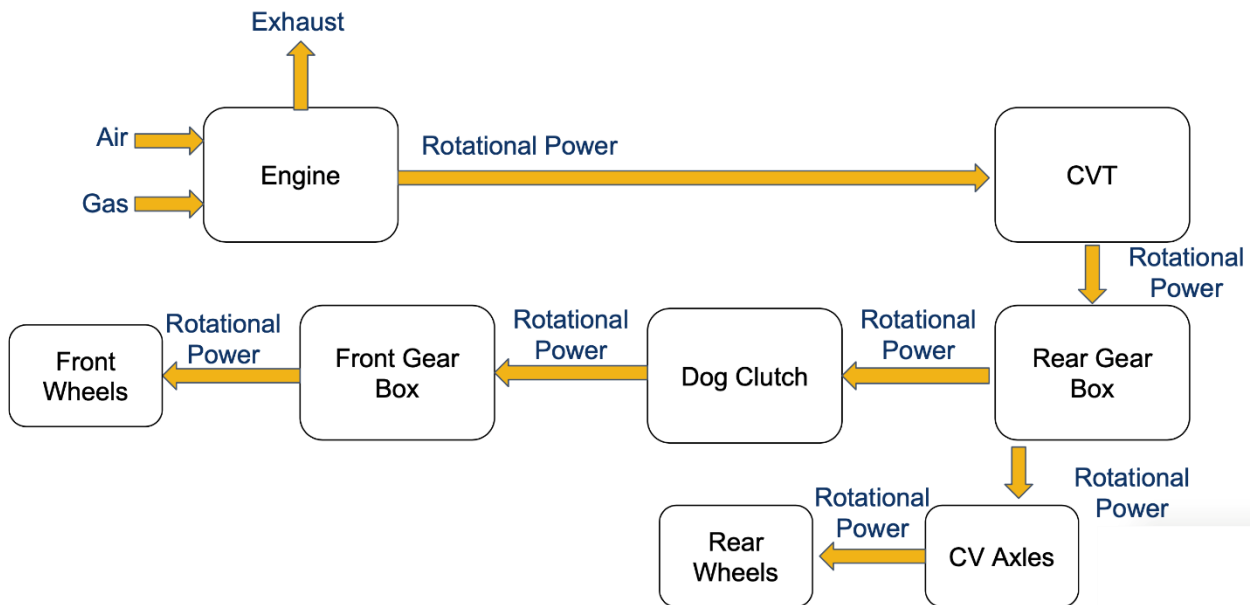 Exhaust
Air
Gas
Engine
Rotational Power
CVT
Rotational
Power
Front
Wheels
Rotational
Power
Front Gear
Box
Rotational
Power
Dog Clutch
Rotational
Power
Rear Gear
Box
Rotational
Power
Rear
Wheels
Rotational
Power
CV Axles